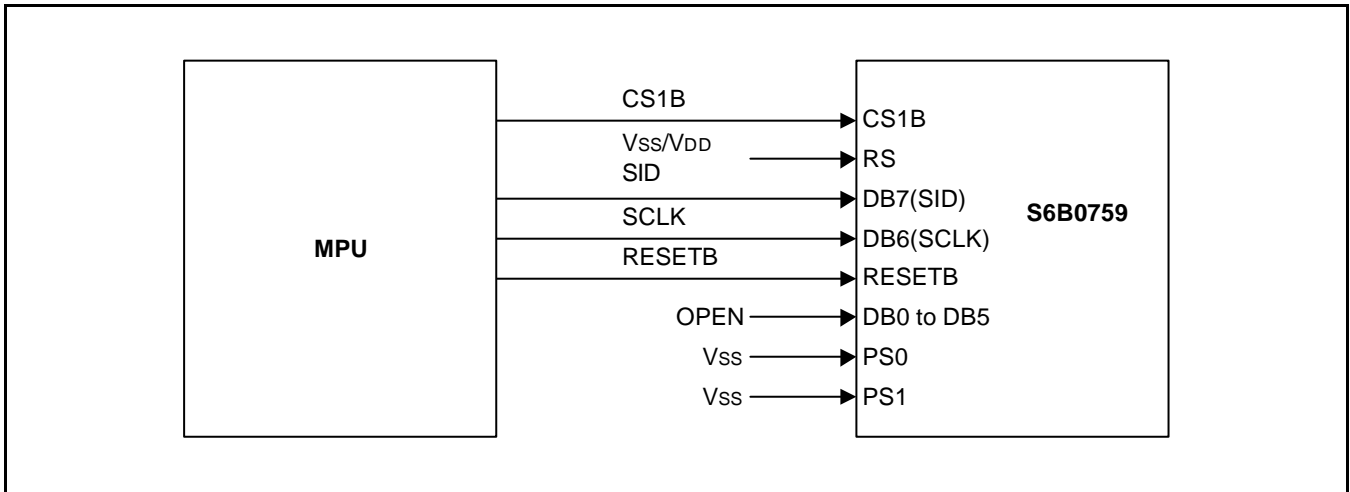 CS1B
CS1B
VSS/VDD
RS
SID
DB7(SID)
S6B0759
SCLK
DB6(SCLK)
MPU
RESETB
RESETB
OPEN
DB0 to DB5
VSS
PS0
VSS
PS1